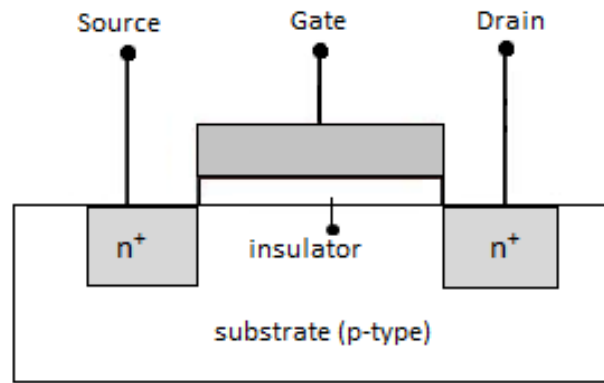 Source
Gate
Drain
n⁺
insulator
n⁺
substrate (p-type)